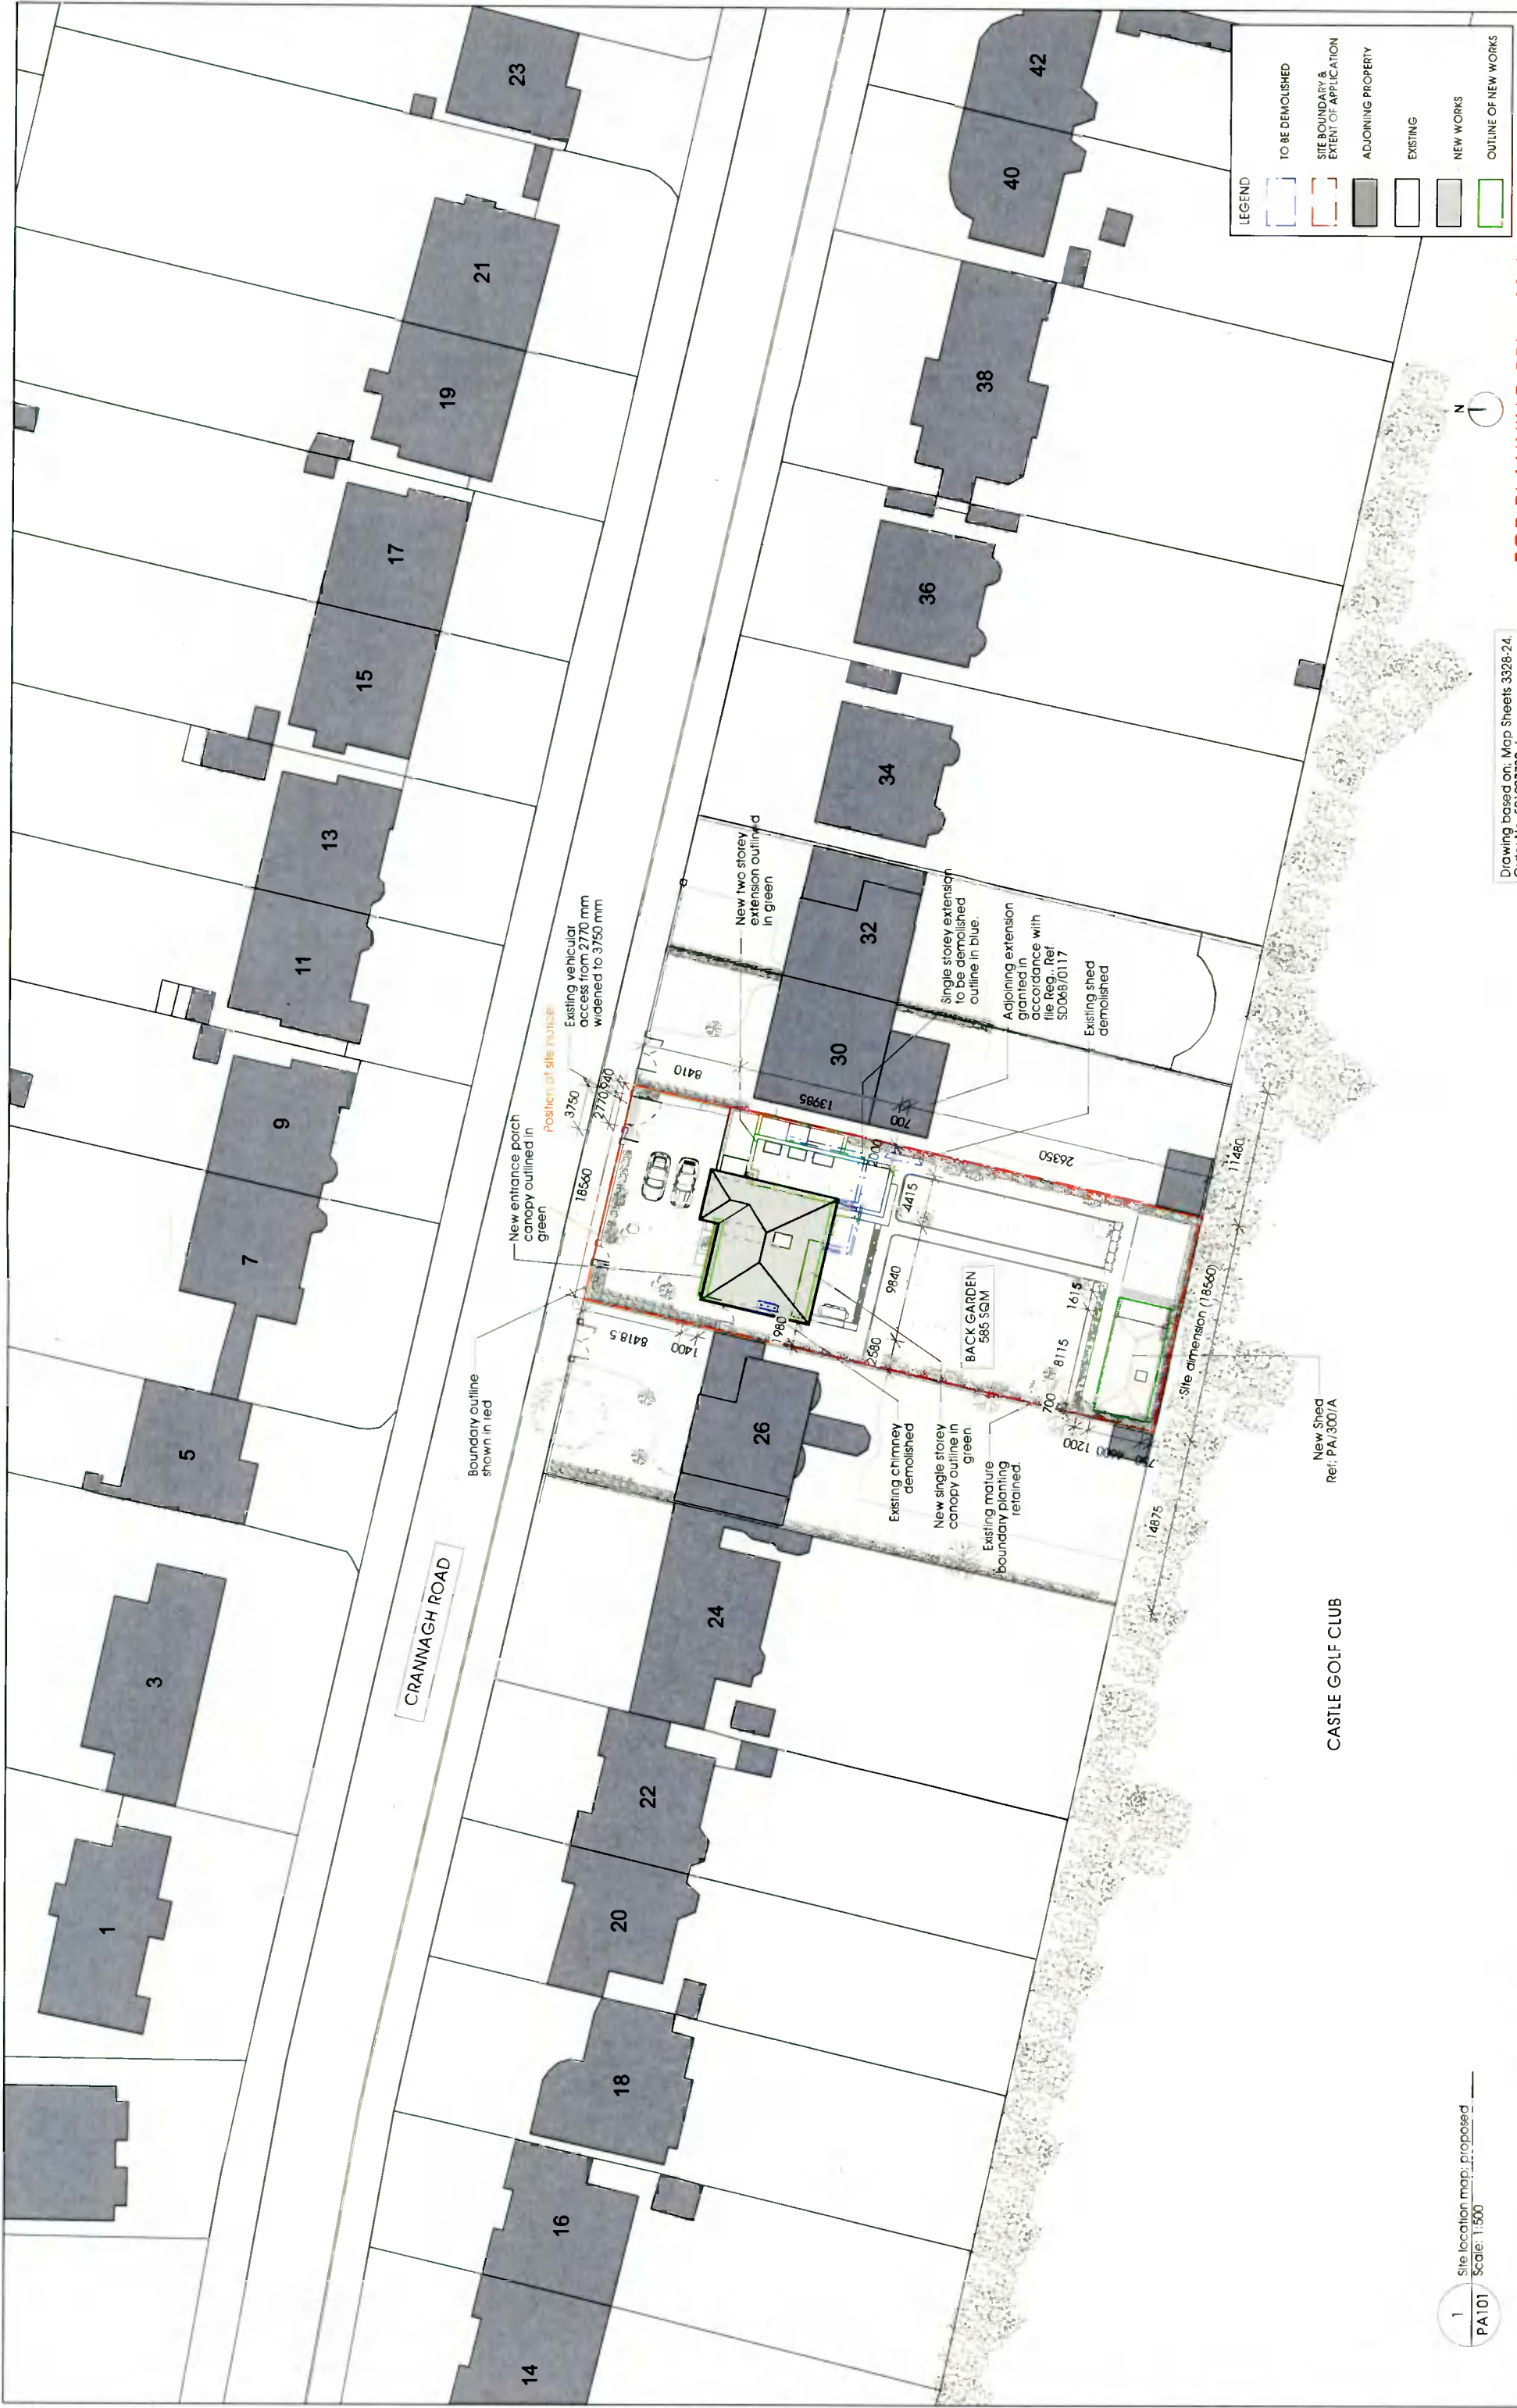 23
21
19
17
15
13
11
9
7
5
3
1
CRANNAGH ROAD
42
40
38
36
34
32
30
26
24
22
20
18
16
14
LEGEND
TO BE DEMOLISHED
SITE BOUNDARY &
EXTENT OF APPLICATION
ADJOINING PROPERTY
EXISTING
NEW WORKS
OUTLINE OF NEW WORKS
N
Boundary outline
shown in red
New entrance porch
canopy outlined in
green
Position of site notice
Existing vehicular
access from 2770 mm
widened to 3750 mm
New two storey
extension outlined
in green
Single storey extension
to be demolished
outline in blue.
Adjoining extension
granted in
accordance with
file Reg.: Ref.
SD06B/0117
Existing shed
demolished
Existing chimney
demolished
New single storey
canopy outline in
green.
Existing mature
boundary planting
retained.
BACK GARDEN
585 SQM
18560
3750
2770
940
8410
13985
700
26350
11480
8418.5
1400
1980
2580
9840
4415
1615
8115
700
1200
14875
Site dimension (18560)
New Shed
Ref: PA/300/A
CASTLE GOLF CLUB
1
PA101
Site location map: proposed
Scale: 1:500
Drawing based on: Map Sheets 3328-24,